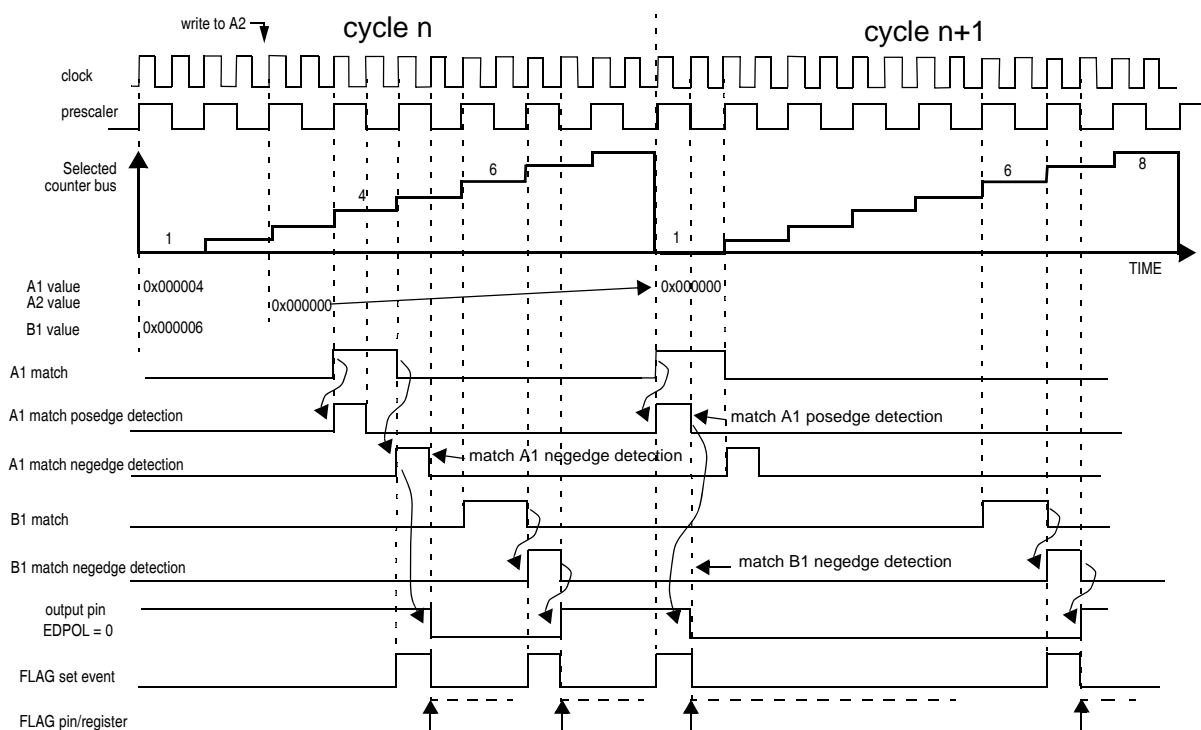 write to A2
cycle n
cycle n+1
clock
prescaler
Selected
counter bus
1
4
6
1
6
8
TIME
A1 value
0x000004
0x000000
A2 value
0x000000
B1 value
0x000006
A1 match
A1 match posedge detection
match A1 posedge detection
A1 match negedge detection
match A1 negedge detection
B1 match
B1 match negedge detection
match B1 negedge detection
output pin
EDPOL = 0
FLAG set event
FLAG pin/register